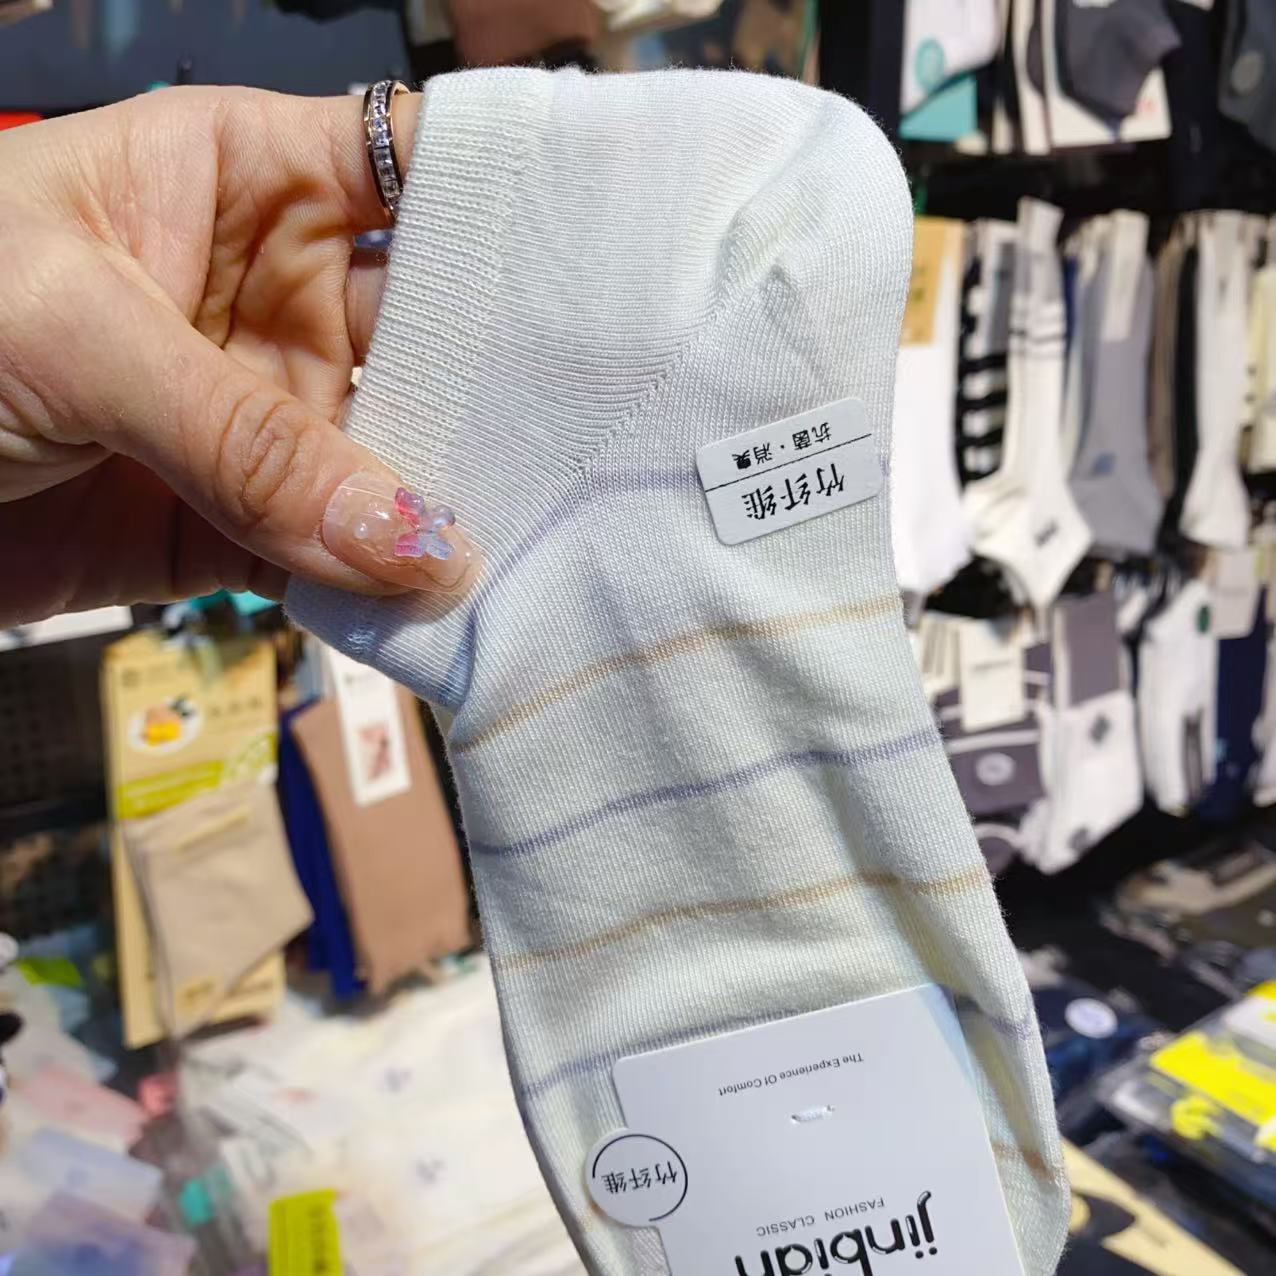 竹纤维
抗菌·消臭
jinbian
FASHION CLASSIC
竹纤维
The Experience Of Comfort